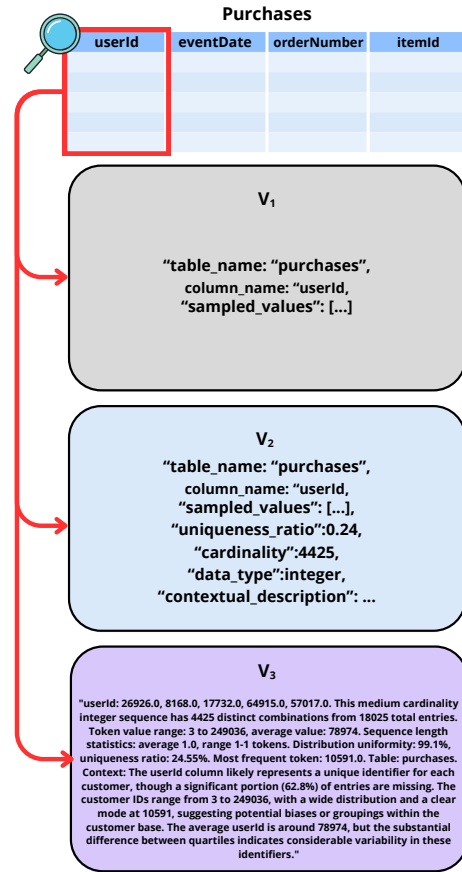 Purchases
userId eventDate orderNumber itemId
V₁
“table_name: “purchases”,
column_name: “userId,
“sampled_values”: [...]
V₂
“table_name: “purchases”,
column_name: “userId,
“sampled_values”: [...],
“uniqueness_ratio”:0.24,
“cardinality”:4425,
“data_type”:integer,
“contextual_description”: ...
V₃
"userId: 26926.0, 8168.0, 17732.0, 64915.0, 57017.0. This medium cardinality
integer sequence has 4425 distinct combinations from 18025 total entries.
Token value range: 3 to 249036, average value: 78974. Sequence length
statistics: average 1.0, range 1-1 tokens. Distribution uniformity: 99.1%,
uniqueness ratio: 24.55%. Most frequent token: 10591.0. Table: purchases.
Context: The userId column likely represents a unique identifier for each
customer, though a significant portion (62.8%) of entries are missing. The
customer IDs range from 3 to 249036, with a wide distribution and a clear
mode at 10591, suggesting potential biases or groupings within the
customer base. The average userId is around 78974, but the substantial
difference between quartiles indicates considerable variability in these
identifiers."